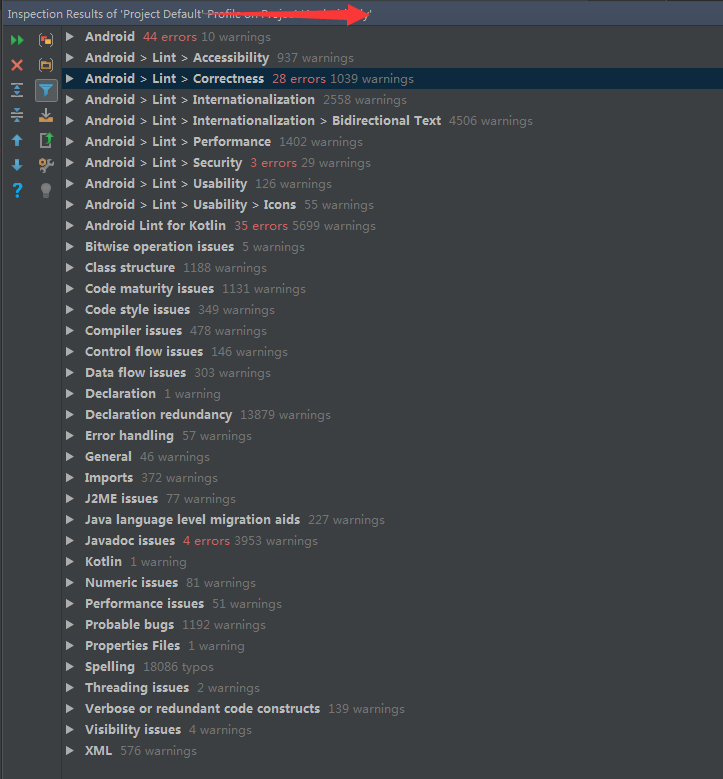 Inspection Results of 'Project Default' Profile on Project
Android 44 errors 10 warnings
Android > Lint > Accessibility 937 warnings
Android > Lint > Correctness 28 errors 1039 warnings
Android > Lint > Internationalization 2558 warnings
Android > Lint > Internationalization > Bidirectional Text 4506 warnings
Android > Lint > Performance 1402 warnings
Android > Lint > Security 3 errors 29 warnings
Android > Lint > Usability 126 warnings
Android > Lint > Usability > Icons 55 warnings
Android Lint for Kotlin 35 errors 5699 warnings
Bitwise operation issues 5 warnings
Class structure 1188 warnings
Code maturity issues 1131 warnings
Code style issues 349 warnings
Compiler issues 478 warnings
Control flow issues 146 warnings
Data flow issues 303 warnings
Declaration 1 warning
Declaration redundancy 13879 warnings
Error handling 57 warnings
General 46 warnings
Imports 372 warnings
J2ME issues 77 warnings
Java language level migration aids 227 warnings
Javadoc issues 4 errors 3953 warnings
Kotlin 1 warning
Numeric issues 81 warnings
Performance issues 51 warnings
Probable bugs 1192 warnings
Properties Files 1 warning
Spelling 18086 typos
Threading issues 2 warnings
Verbose or redundant code constructs 139 warnings
Visibility issues 4 warnings
XML 576 warnings